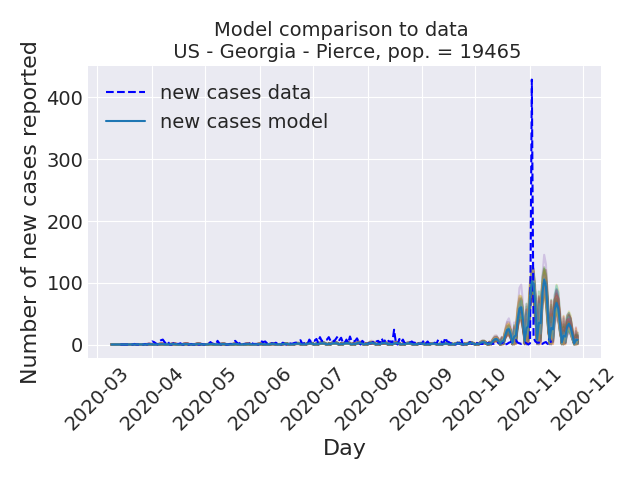 Model comparison to data
US - Georgia - Pierce, pop. = 19465
Number of new cases reported
400
300
200
100
0
new cases data
new cases model
2020-03
2020-04
2020-05
2020-06
2020-07
2020-08
2020-09
2020-10
2020-11
2020-12
Day